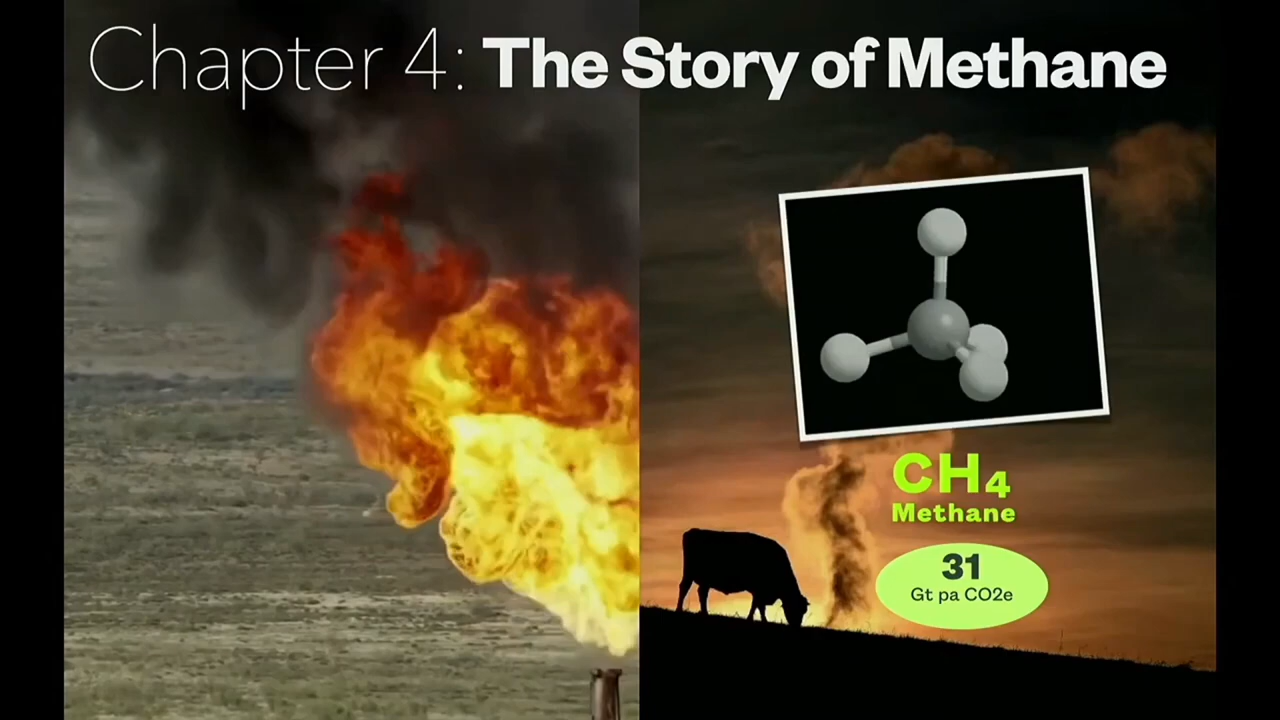 Chapter 4: The Story of Methane
CH₄
Methane
31
Gt pa CO2e